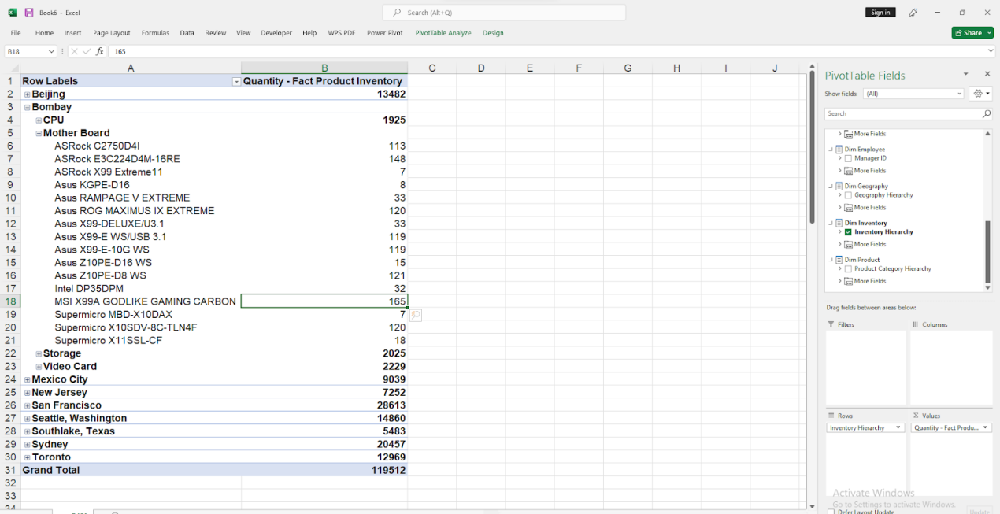 Book6 - Excel
Search (Alt+Q)
Sign in
File Home Insert Page Layout Formulas Data Review View Developer Help WPS PDF Power Pivot PivotTable Analyze Design
Share
B18 fx 165
A B C D E F G H I J
1 Row Labels Quantity - Fact Product Inventory
2 Beijing 13482
3 Bombay
4 CPU 1925
5 Mother Board
6 ASRock C2750D4I 113
7 ASRock E3C224D4M-16RE 148
8 ASRock X99 Extreme11 7
9 Asus KGPE-D16 8
10 Asus RAMPAGE V EXTREME 33
11 Asus ROG MAXIMUS IX EXTREME 120
12 Asus X99-DELUXE/U3.1 33
13 Asus X99-E WS/USB 3.1 119
14 Asus X99-E-10G WS 119
15 Asus Z10PE-D16 WS 15
16 Asus Z10PE-D8 WS 121
17 Intel DP35DPM 32
18 MSI X99A GODLIKE GAMING CARBON 165
19 Supermicro MBD-X10DAX 7
20 Supermicro X10SDV-8C-TLN4F 120
21 Supermicro X11SSL-CF 18
22 Storage 2025
23 Video Card 2229
24 Mexico City 9039
25 New Jersey 7252
26 San Francisco 28613
27 Seattle, Washington 14860
28 Southlake, Texas 5483
29 Sydney 20457
30 Toronto 12969
31 Grand Total 119512
32
33
34
PivotTable Fields
Show fields: (All)
Search
More Fields
Dim Employee
Manager ID
More Fields
Dim Geography
Geography Hierarchy
More Fields
Dim Inventory
Inventory Hierarchy
More Fields
Dim Product
Product Category Hierarchy
More Fields
Drag fields between areas below:
Filters Columns
Rows Σ Values
Inventory Hierarchy Quantity - Fact Produ...
Activate Windows
Go to Settings to activate Windows.
Defer Layout Update Update